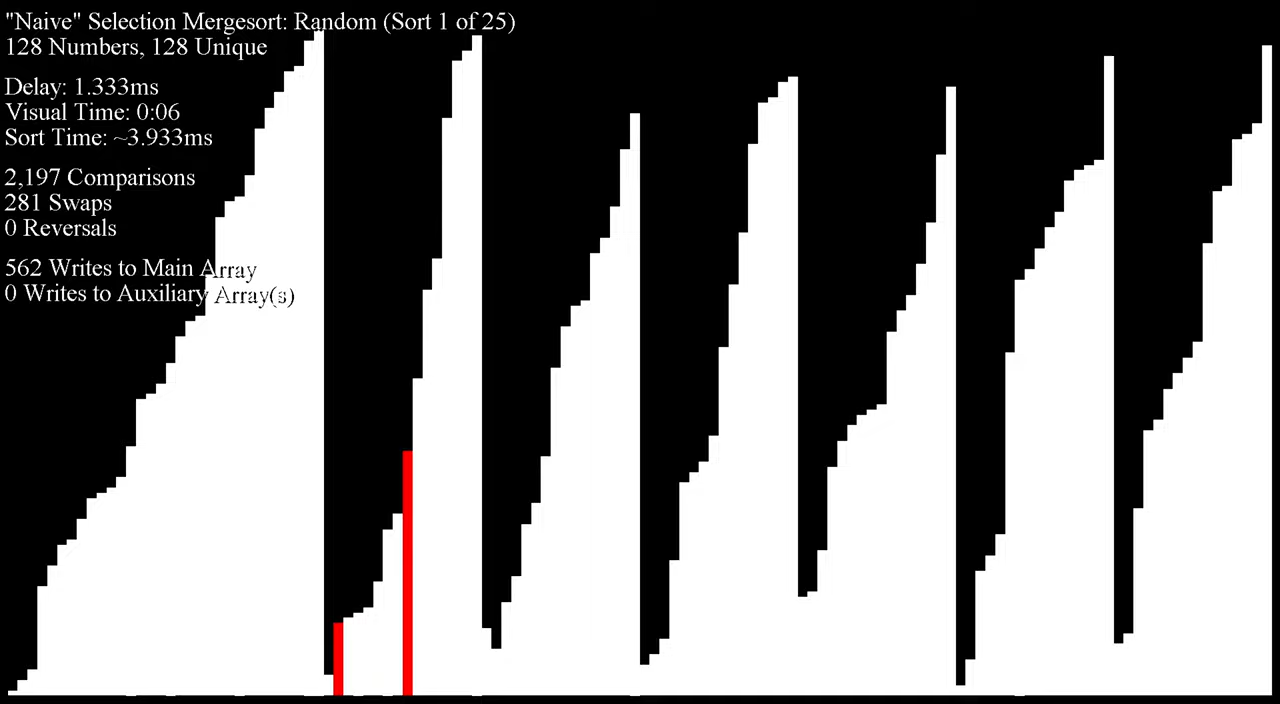 "Naive" Selection Mergesort: Random (Sort 1 of 25)
128 Numbers, 128 Unique
Delay: 1.333ms
Visual Time: 0:06
Sort Time: ~3.933ms
2,197 Comparisons
281 Swaps
0 Reversals
562 Writes to Main Array
0 Writes to Auxiliary Array(s)